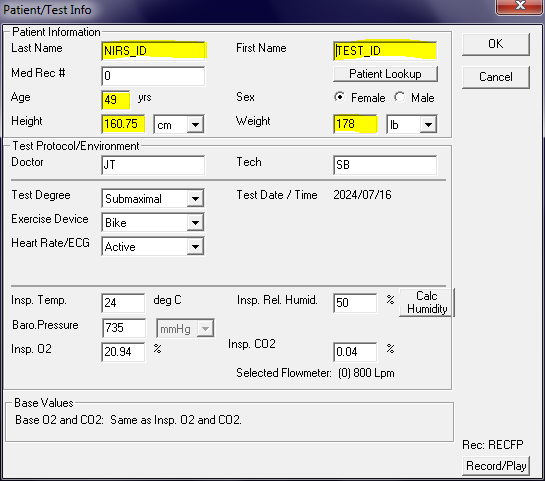 Patient/Test Info
Patient Information
Last Name NIRS_ID First Name TEST_ID OK
Med Rec # 0 Patient Lookup Cancel
Age 49 yrs Sex Female Male
Height 160.75 cm Weight 178 lb
Test Protocol/Environment
Doctor JT Tech SB
Test Degree Submaximal Test Date / Time 2024/07/16
Exercise Device Bike
Heart Rate/ECG Active
Insp. Temp. 24 deg C Insp. Rel. Humid. 50 % Calc Humidity
Baro.Pressure 735 mmHg
Insp. O2 20.94 % Insp. CO2 0.04 %
Selected Flowmeter: (0) 800 Lpm
Base Values
Base O2 and CO2: Same as Insp. O2 and CO2.
Rec: RECFP
Record/Play